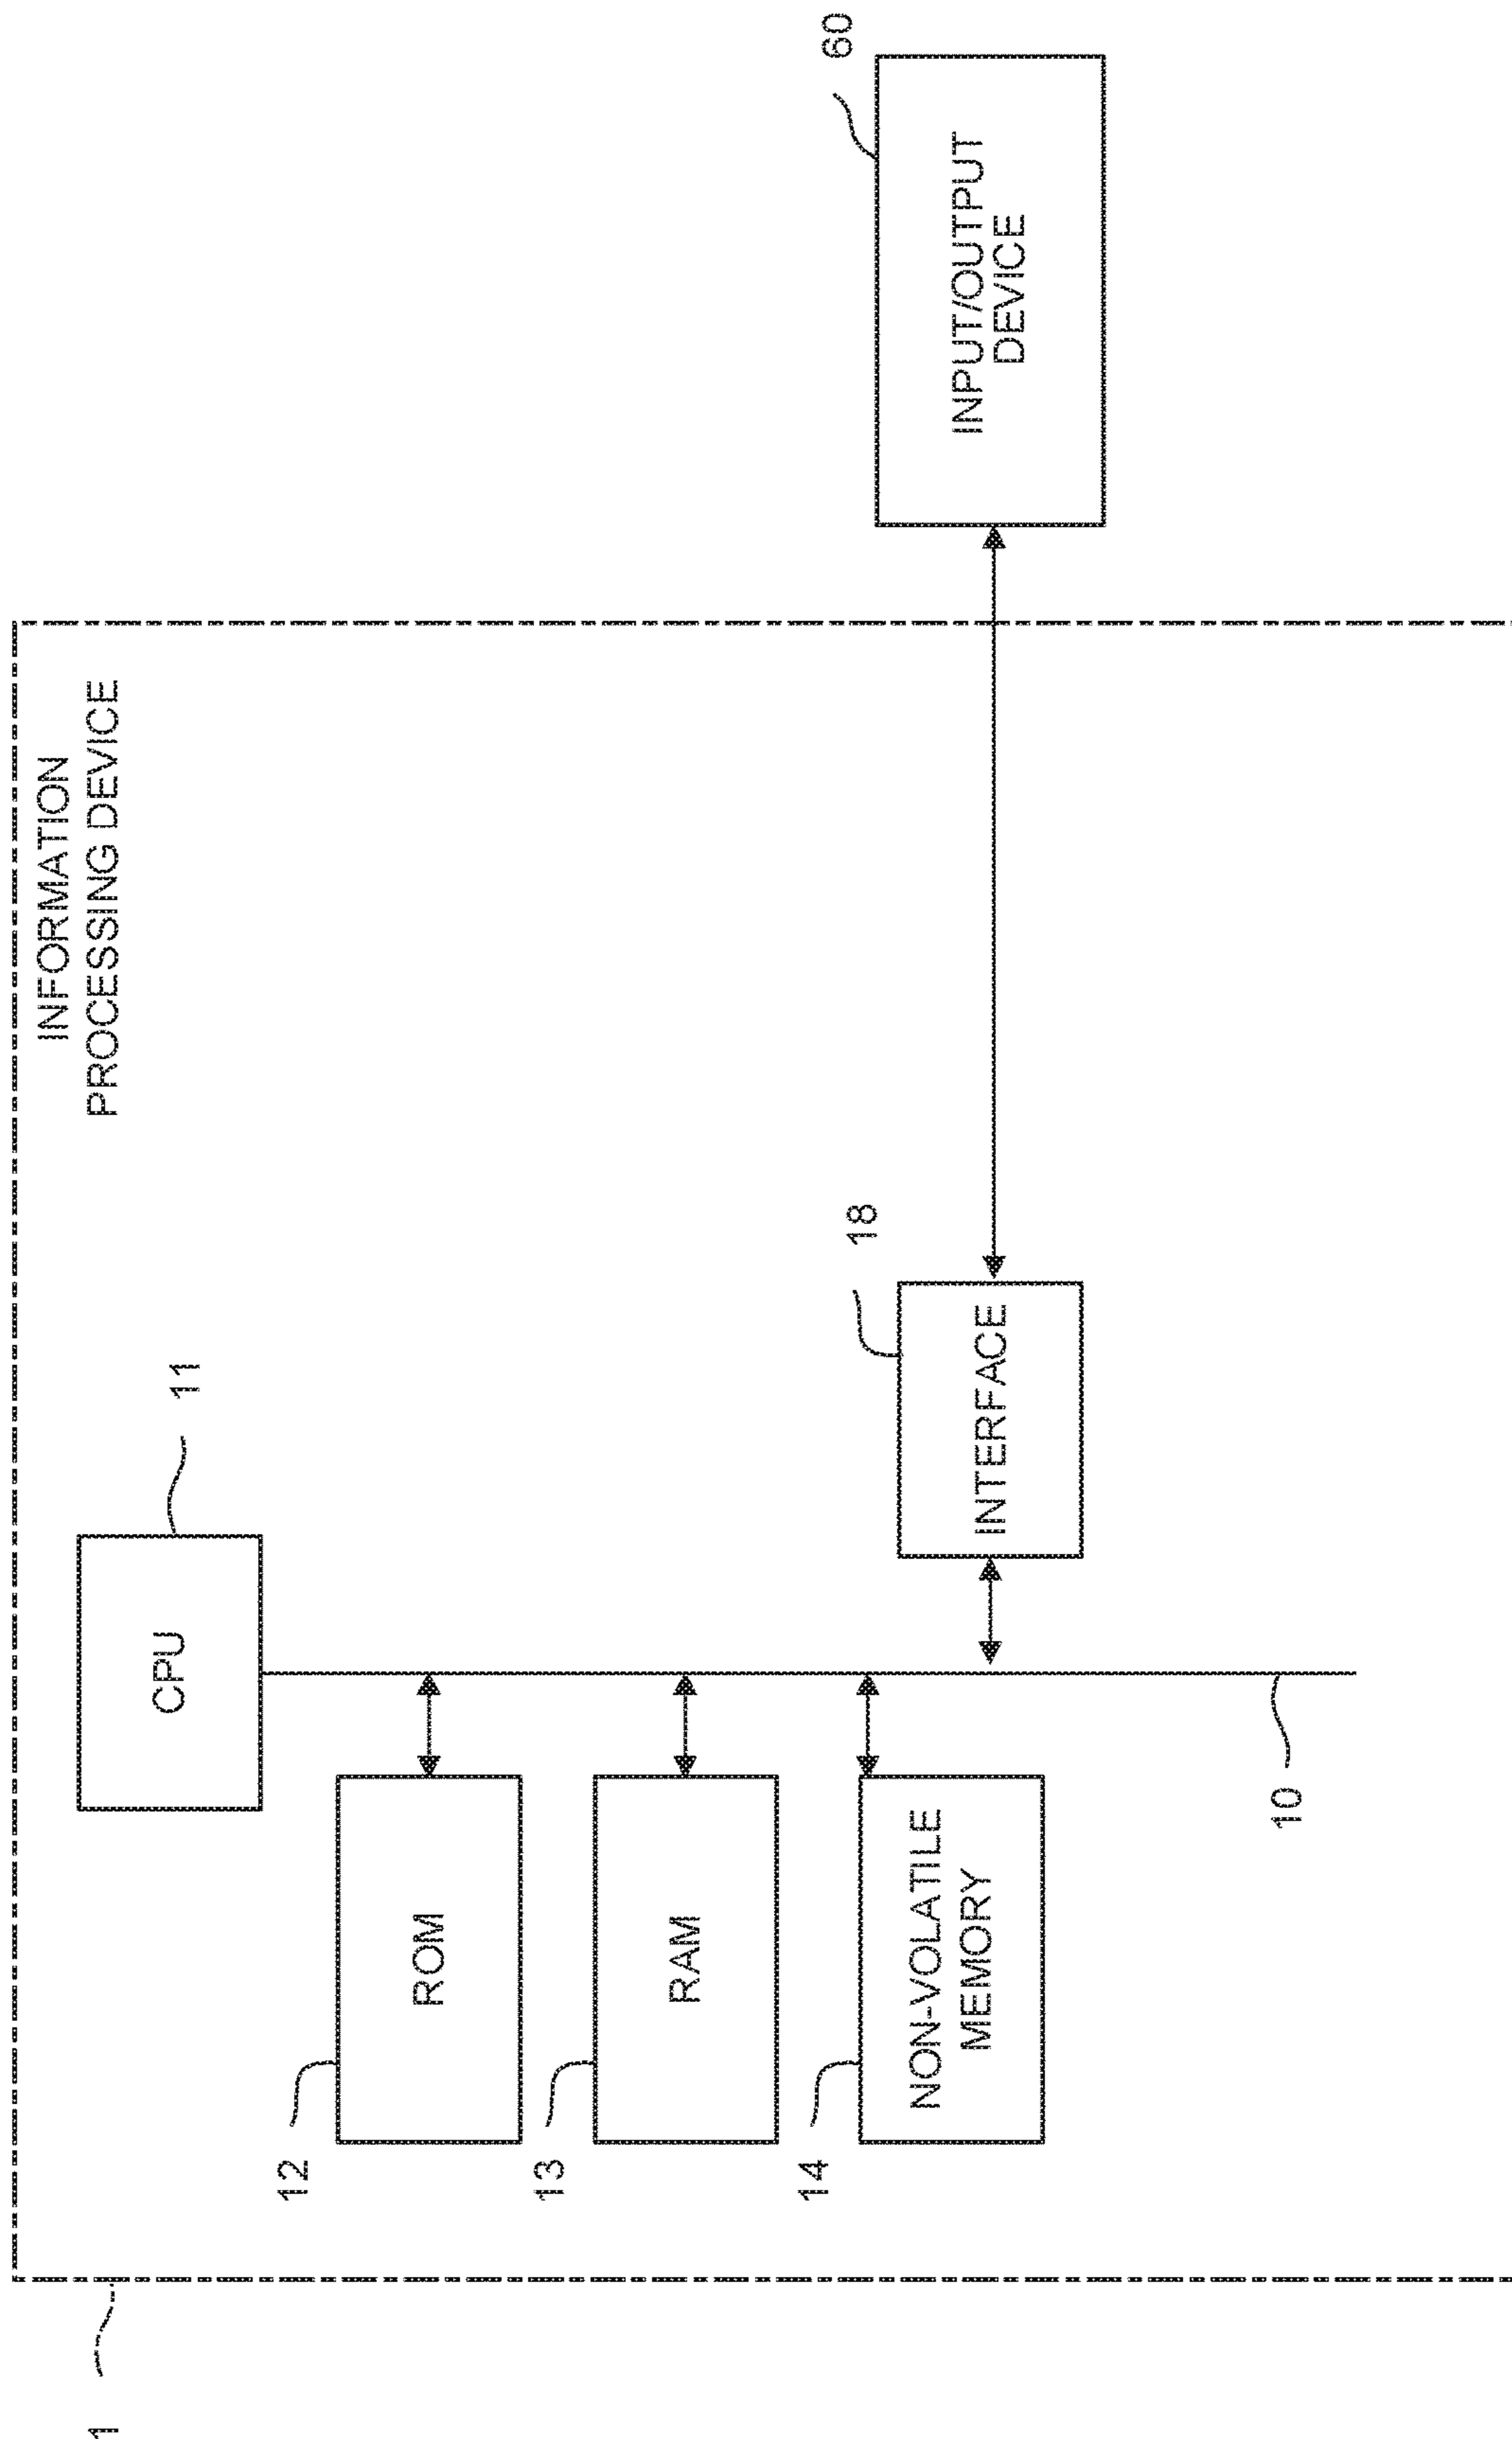 1
INFORMATION
PROCESSING DEVICE
CPU
11
12
ROM
13
RAM
14
NON-VOLATILE
MEMORY
INTERFACE
18
INPUT/OUTPUT
DEVICE
60
10